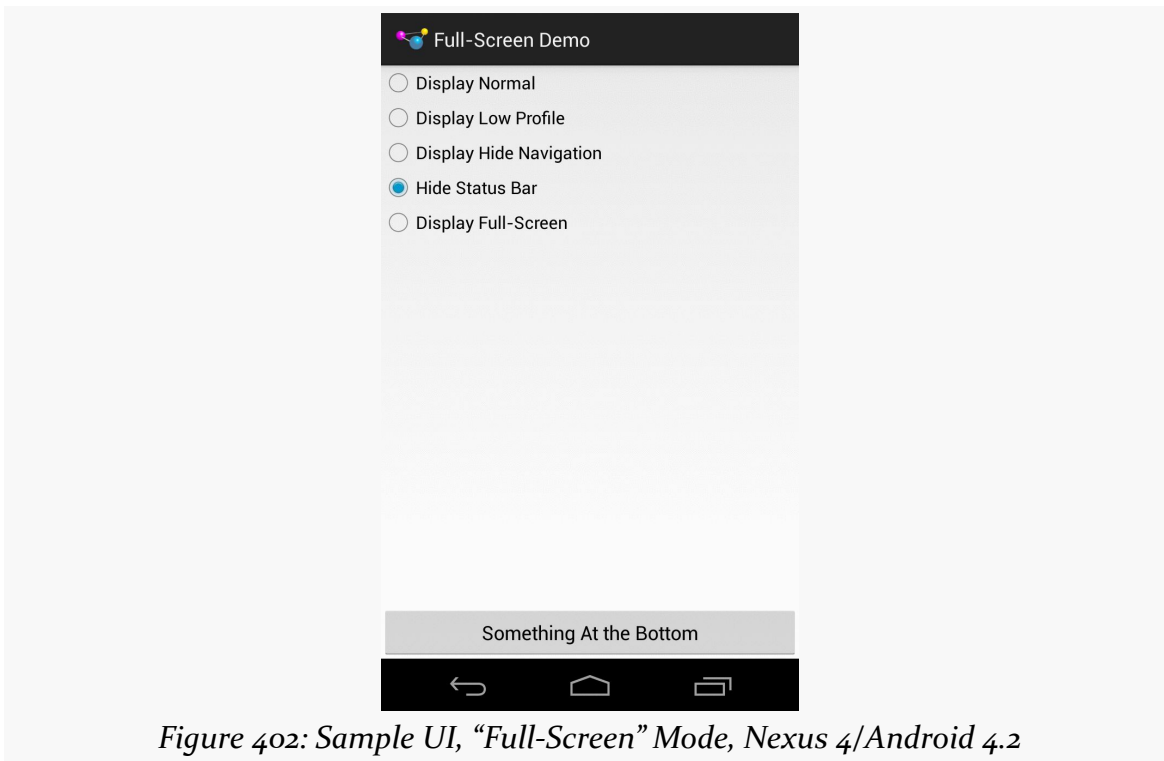 Full-Screen Demo
Display Normal
Display Low Profile
Display Hide Navigation
Hide Status Bar
Display Full-Screen
Something At the Bottom
Figure 402: Sample UI, “Full-Screen” Mode, Nexus 4/Android 4.2